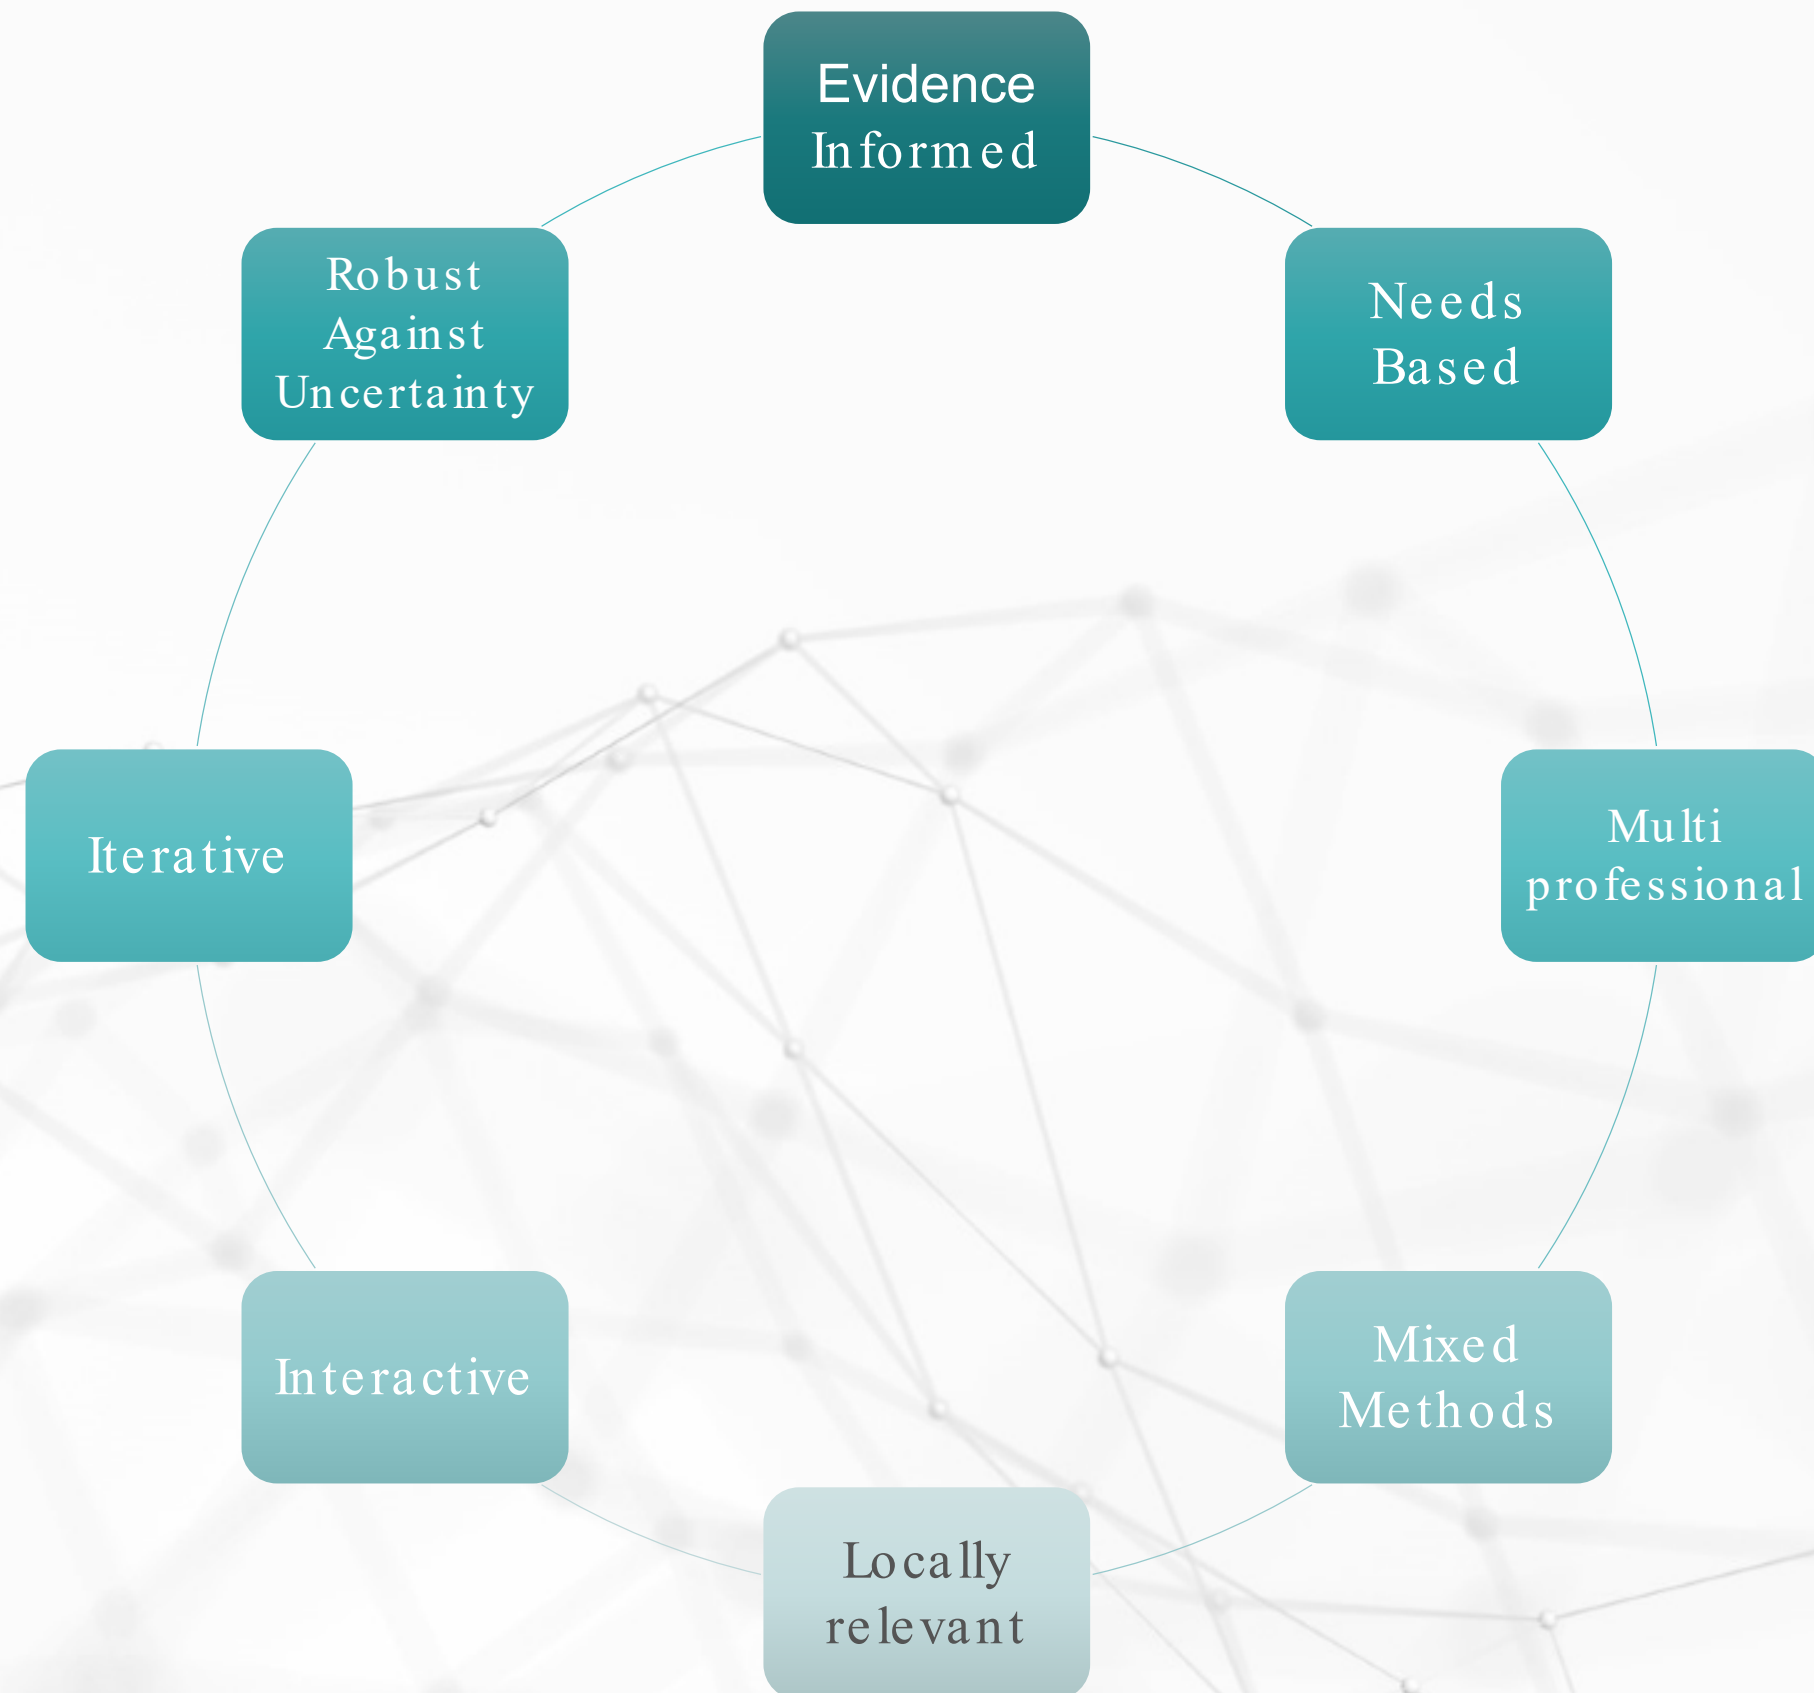 Evidence
Informed
Needs
Based
Multi
professional
Mixed
Methods
Locally
relevant
Interactive
Iterative
Robust
Against
Uncertainty